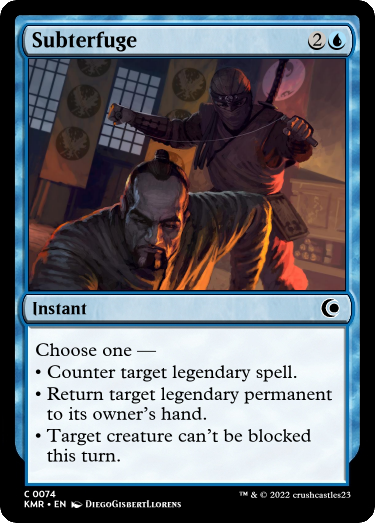 Subterfuge 2
Instant
Choose one —
• Counter target legendary spell.
• Return target legendary permanent
to its owner's hand.
• Target creature can't be blocked
this turn.
C 0074
KMR • EN DiegoGisbertLlorens
™ & © 2022 crushcastles23